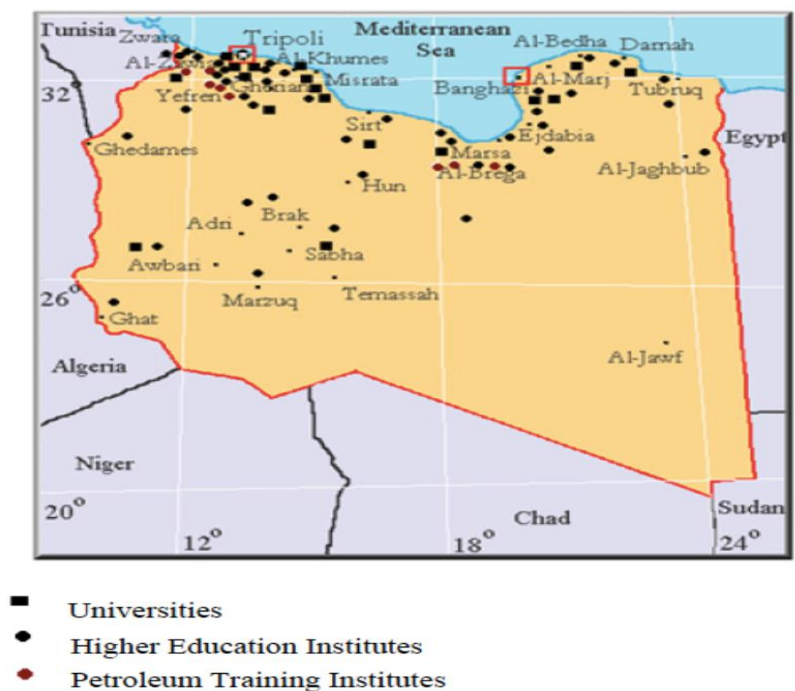 Tunisia
Zwara
Tripoli
Mediterranean
Sea
Al-Bedha
Darnah
Al-Zawia
Al-Khumes
32°
Misrata
Banghazi
Al-Marj
Yefren
Gherian
Tubruq
Sirt
Ejdabia
Egypt
Ghedames
Marsa
Al-Brega
Al-Jaghbub
Hun
Adri
Brak
Awbari
Sabha
26°
Marzuq
Temassah
Ghat
Algeria
Al-Jawf
Niger
20°
Chad
Sudan
12°
18°
24°
Universities
Higher Education Institutes
Petroleum Training Institutes